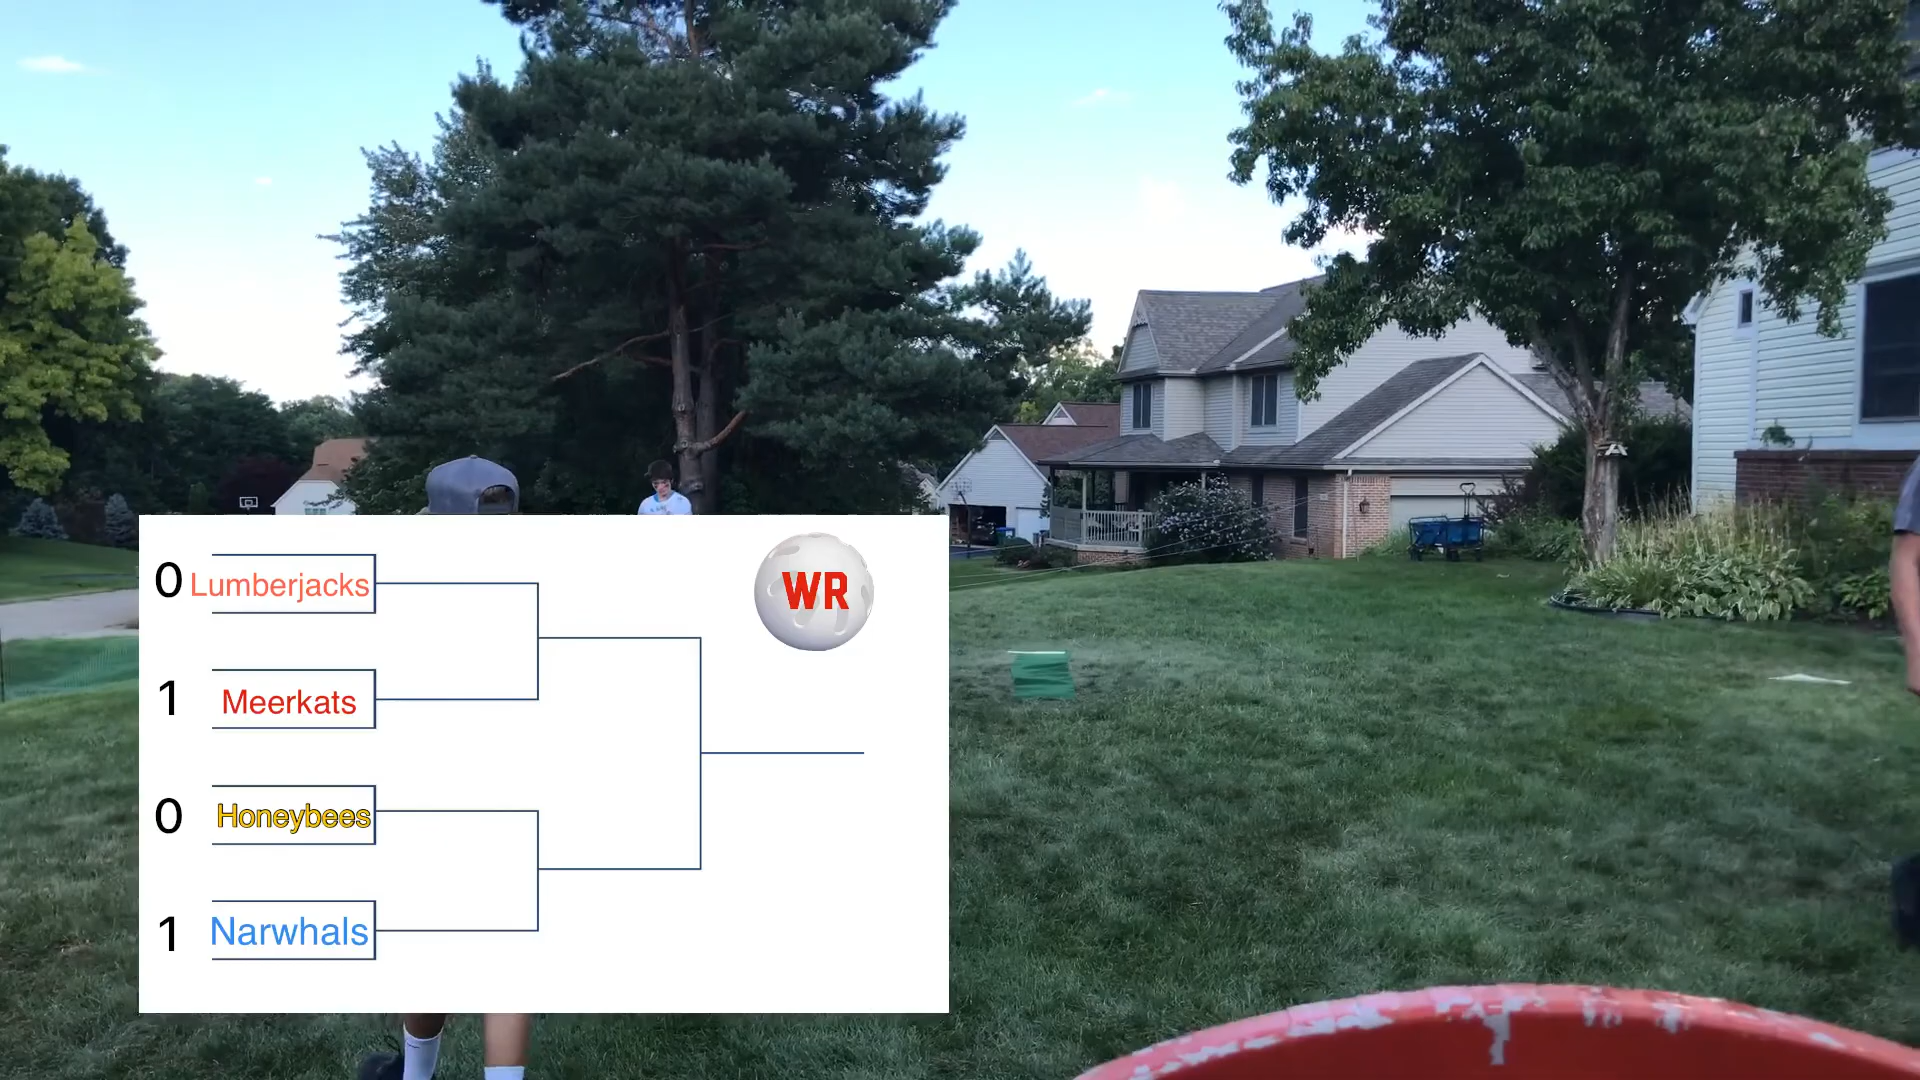 0 Lumberjacks
WR
1 Meerkats
0 Honeybees
1 Narwhals